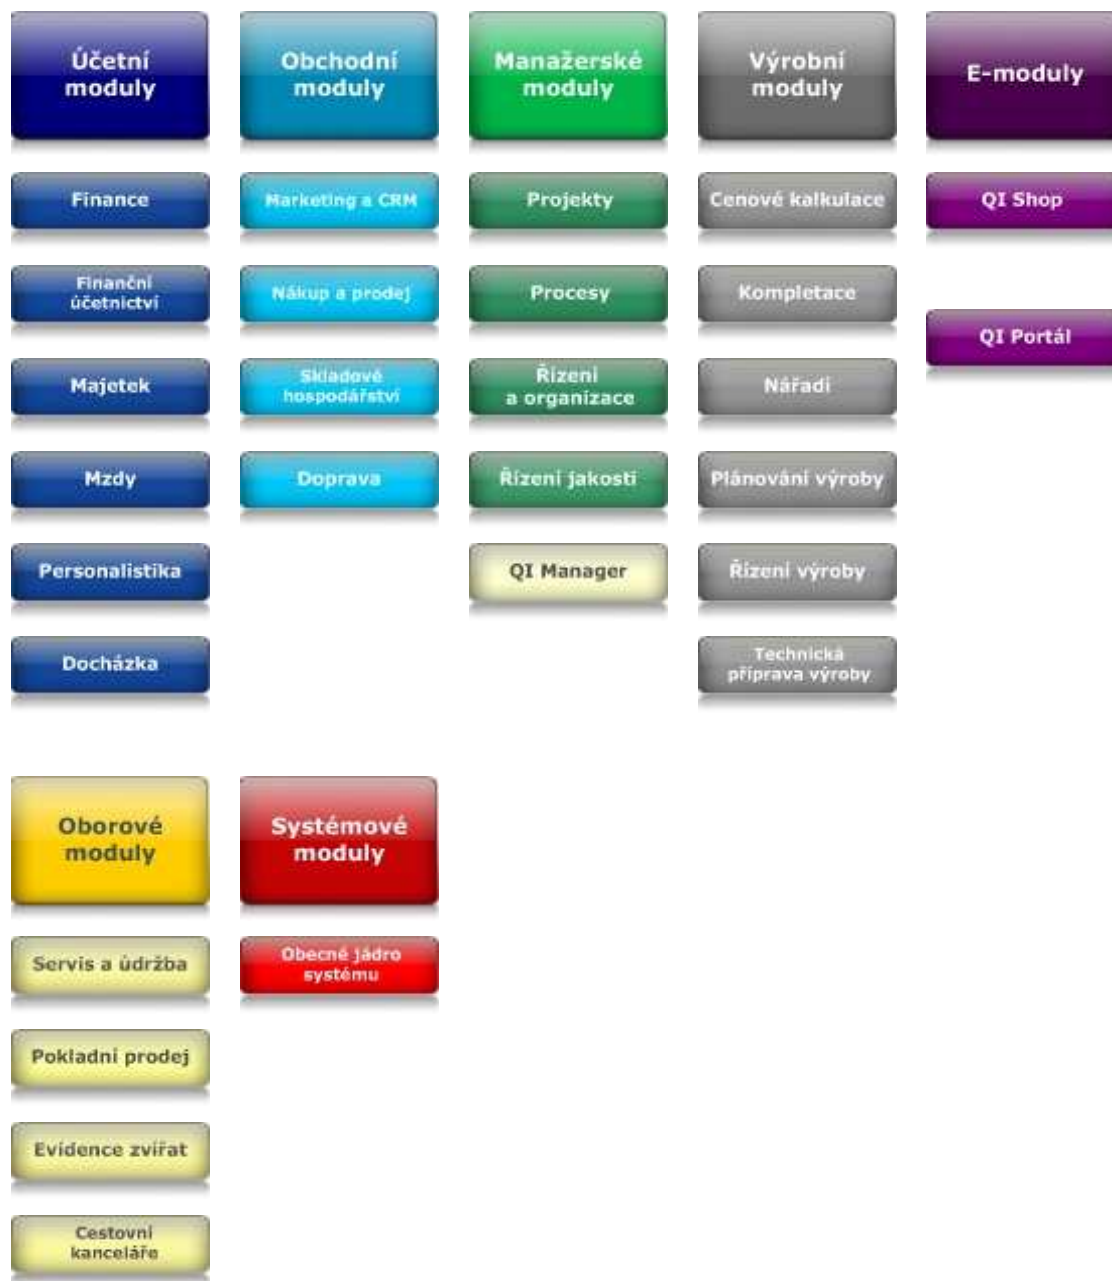 Účetní
moduly
Obchodní
moduly
Manažerské
moduly
Výrobní
moduly
E-moduly
Finance
Marketing a CRM
Projekty
Cenové kalkulace
QI Shop
Finanční
účetnictví
Nákup a prodej
Procesy
Kompletace
QI Portál
Majetek
Skladové
hospodářství
Řízení
a organizace
Nářadí
Mzdy
Doprava
Řízení jakosti
Plánování výroby
Personalistika
QI Manager
Řízení výroby
Docházka
Technická
příprava výroby
Oborové
moduly
Systémové
moduly
Servis a údržba
Obecné jádro
systému
Pokladní prodej
Evidence zvířat
Cestovní
kanceláře